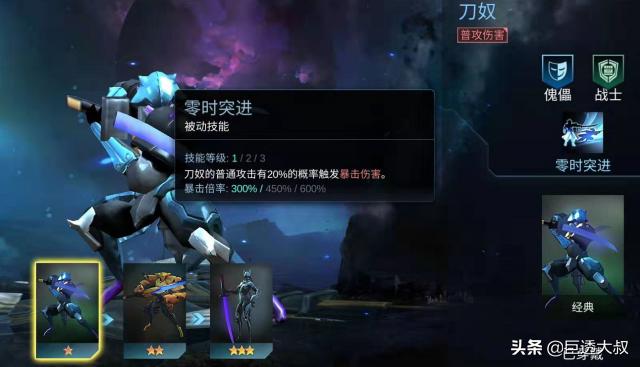 刀奴
普攻伤害
零时突进
被动技能
技能等级: 1 / 2 / 3
刀奴的普通攻击有20%的概率触发暴击伤害。
暴击倍率: 300% / 450% / 600%
傀儡 战士
零时突进
经典
已穿戴
头条 @巨透大叔